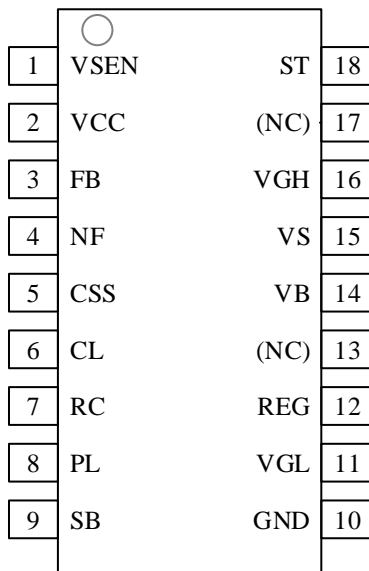 1 VSEN ST 18
2 VCC (NC) 17
3 FB VGH 16
4 NF VS 15
5 CSS VB 14
6 CL (NC) 13
7 RC REG 12
8 PL VGL 11
9 SB GND 10